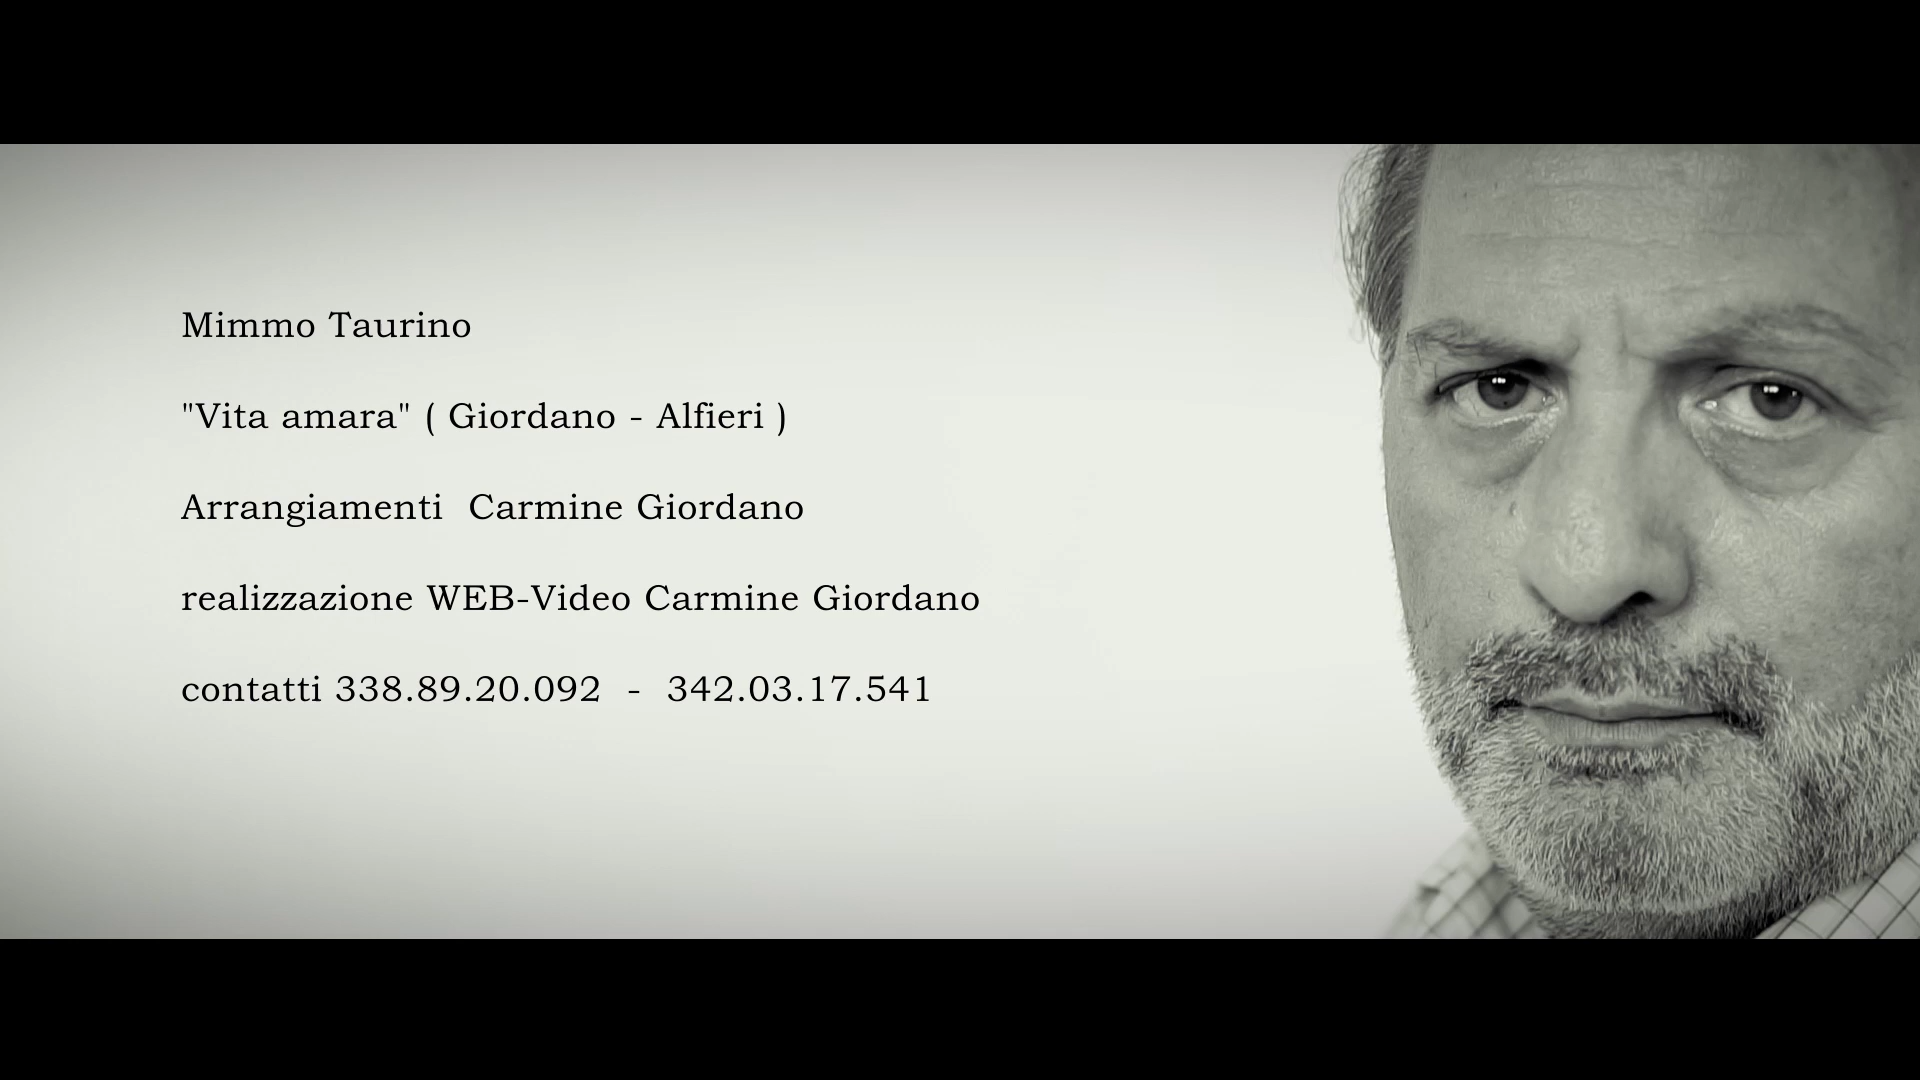 Mimmo Taurino
"Vita amara" ( Giordano - Alfieri )
Arrangiamenti  Carmine Giordano
realizzazione WEB-Video Carmine Giordano
contatti 338.89.20.092  -  342.03.17.541